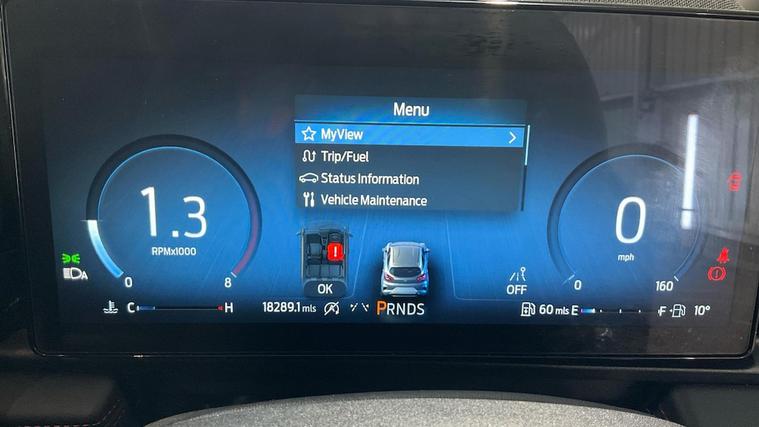 Menu
MyView
Trip/Fuel
Status Information
Vehicle Maintenance
1.3
RPMx1000
0 8
OK
0
mph
0 160
OFF
A
C H 18289.1 mls PRNDS 60 mls E F 10°